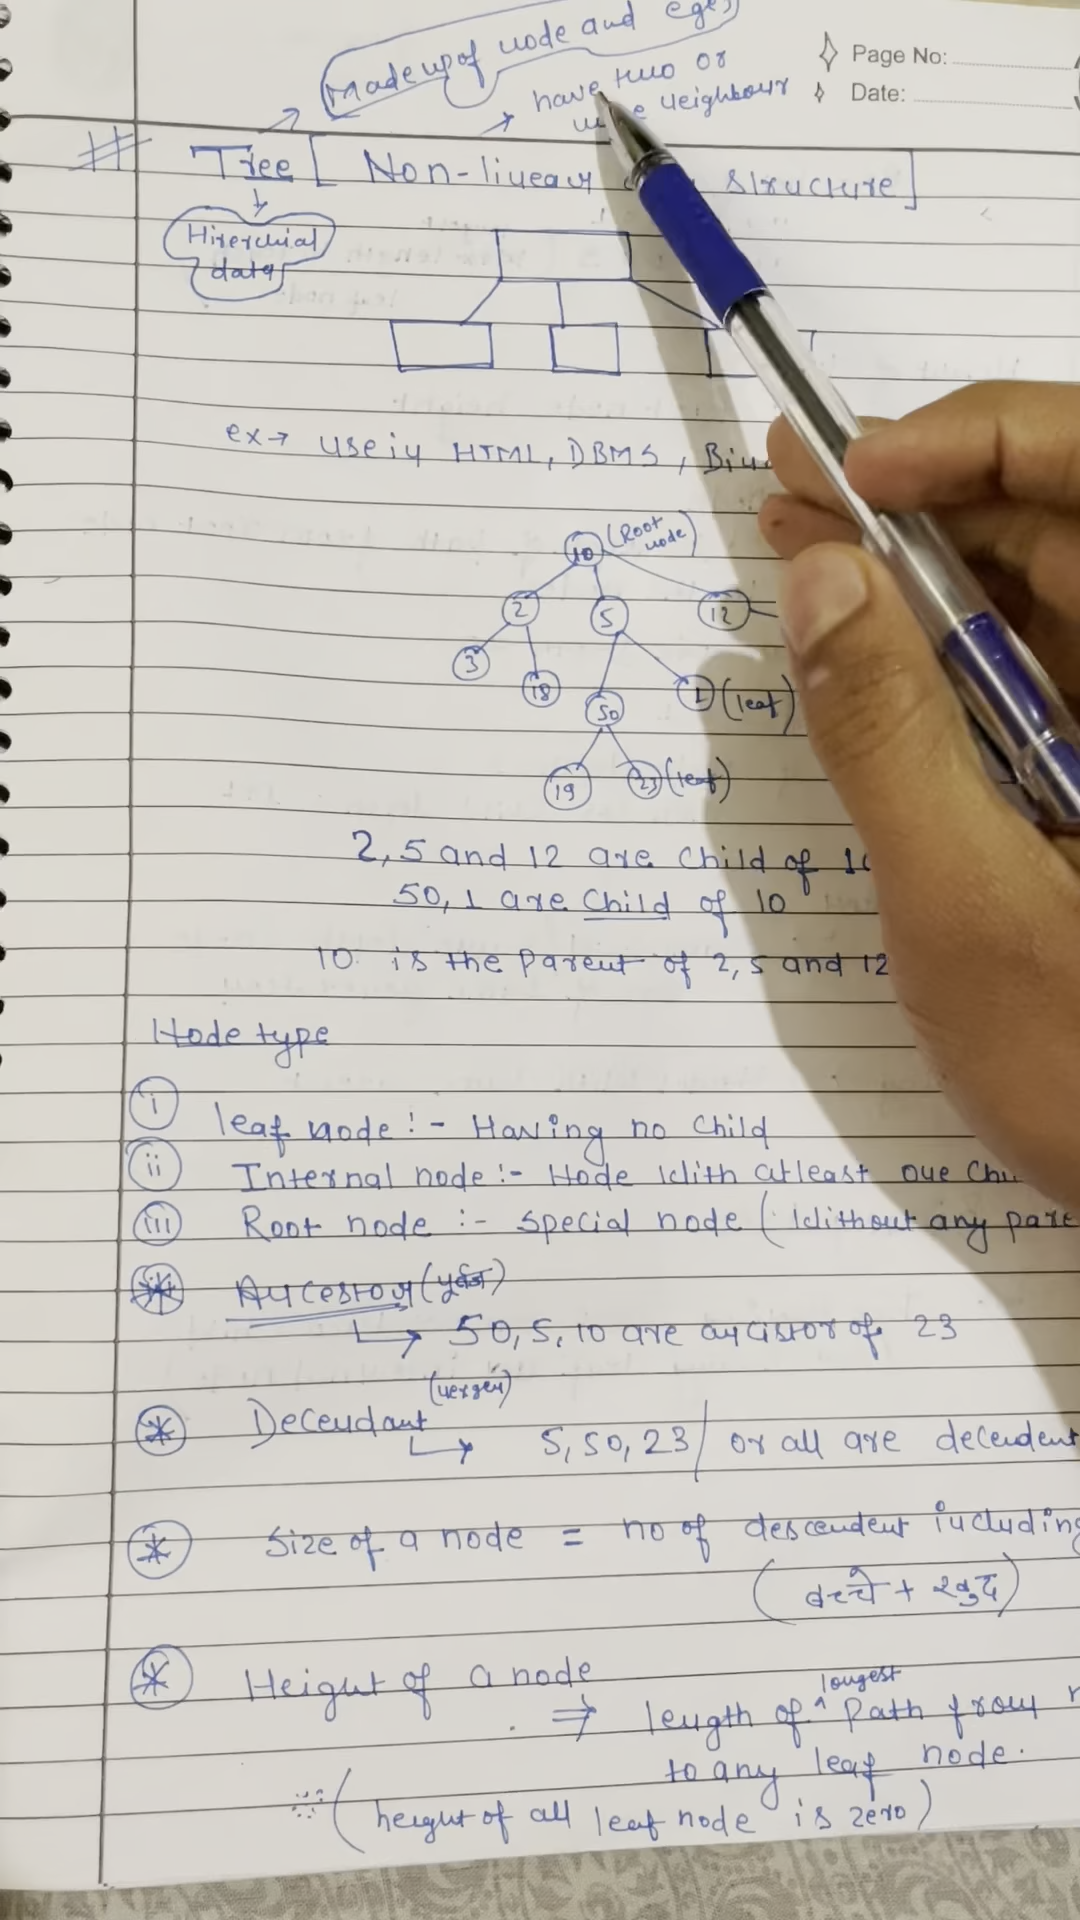 Made up of node and eges
Page No:
have two or
Date:
neighbour
# Tree [ Non-linear structure]
Hirerchial
data
ex → use in HTML, DBMS,
10 (Root
node)
2 5 12
3 18 50 1 (leaf)
19 23 (leaf)
2, 5 and 12 are child of
50, 1 are Child of 10
10 is the parent of 2, 5 and 12
Node type
i leaf node :- Having no child
ii Internal node :- Node With atleast one
iii Root node :- special node ( Without any
Ancestor (पूर्वज)
↳ 50, 5, 10 are ancistor of 23
* Decendant
↳ 5, 50, 23 / or all are decendent
* Size of a node = no of descendent including
(बच्चे + खुद)
* Height of a node
⇒ length of ^ longest Path from
to any leaf node.
(height of all leaf node is zero)